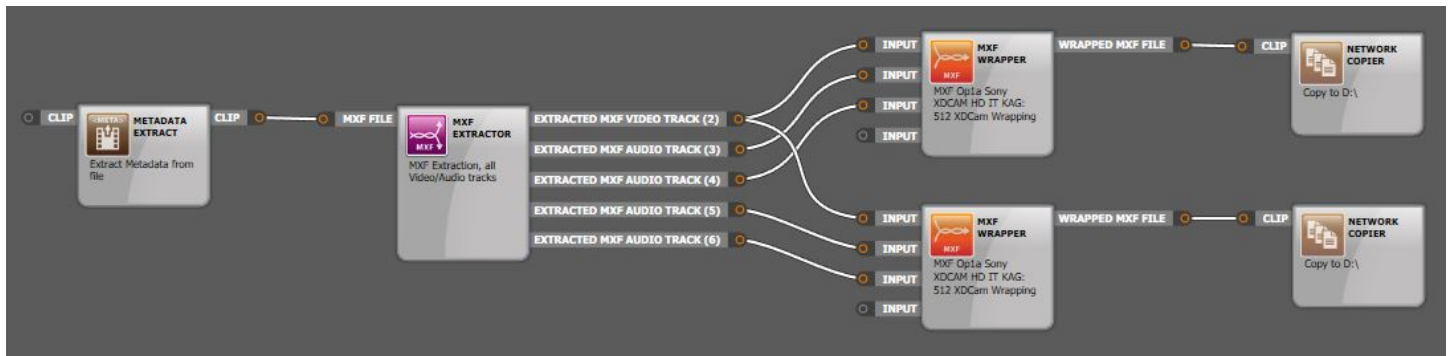 CLIP
<META>
METADATA
EXTRACT
Extract Metadata from
file
CLIP
MXF FILE
MXF
MXF
EXTRACTOR
MXF Extraction, all
Video/Audio tracks
EXTRACTED MXF VIDEO TRACK (2)
EXTRACTED MXF AUDIO TRACK (3)
EXTRACTED MXF AUDIO TRACK (4)
EXTRACTED MXF AUDIO TRACK (5)
EXTRACTED MXF AUDIO TRACK (6)
INPUT
INPUT
INPUT
INPUT
MXF
MXF
WRAPPER
MXF Op1a Sony
XDCAM HD IT KAG:
512 XDCam Wrapping
WRAPPED MXF FILE
CLIP
NETWORK
COPIER
Copy to D:\
INPUT
INPUT
INPUT
INPUT
MXF
MXF
WRAPPER
MXF Op1a Sony
XDCAM HD IT KAG:
512 XDCam Wrapping
WRAPPED MXF FILE
CLIP
NETWORK
COPIER
Copy to D:\